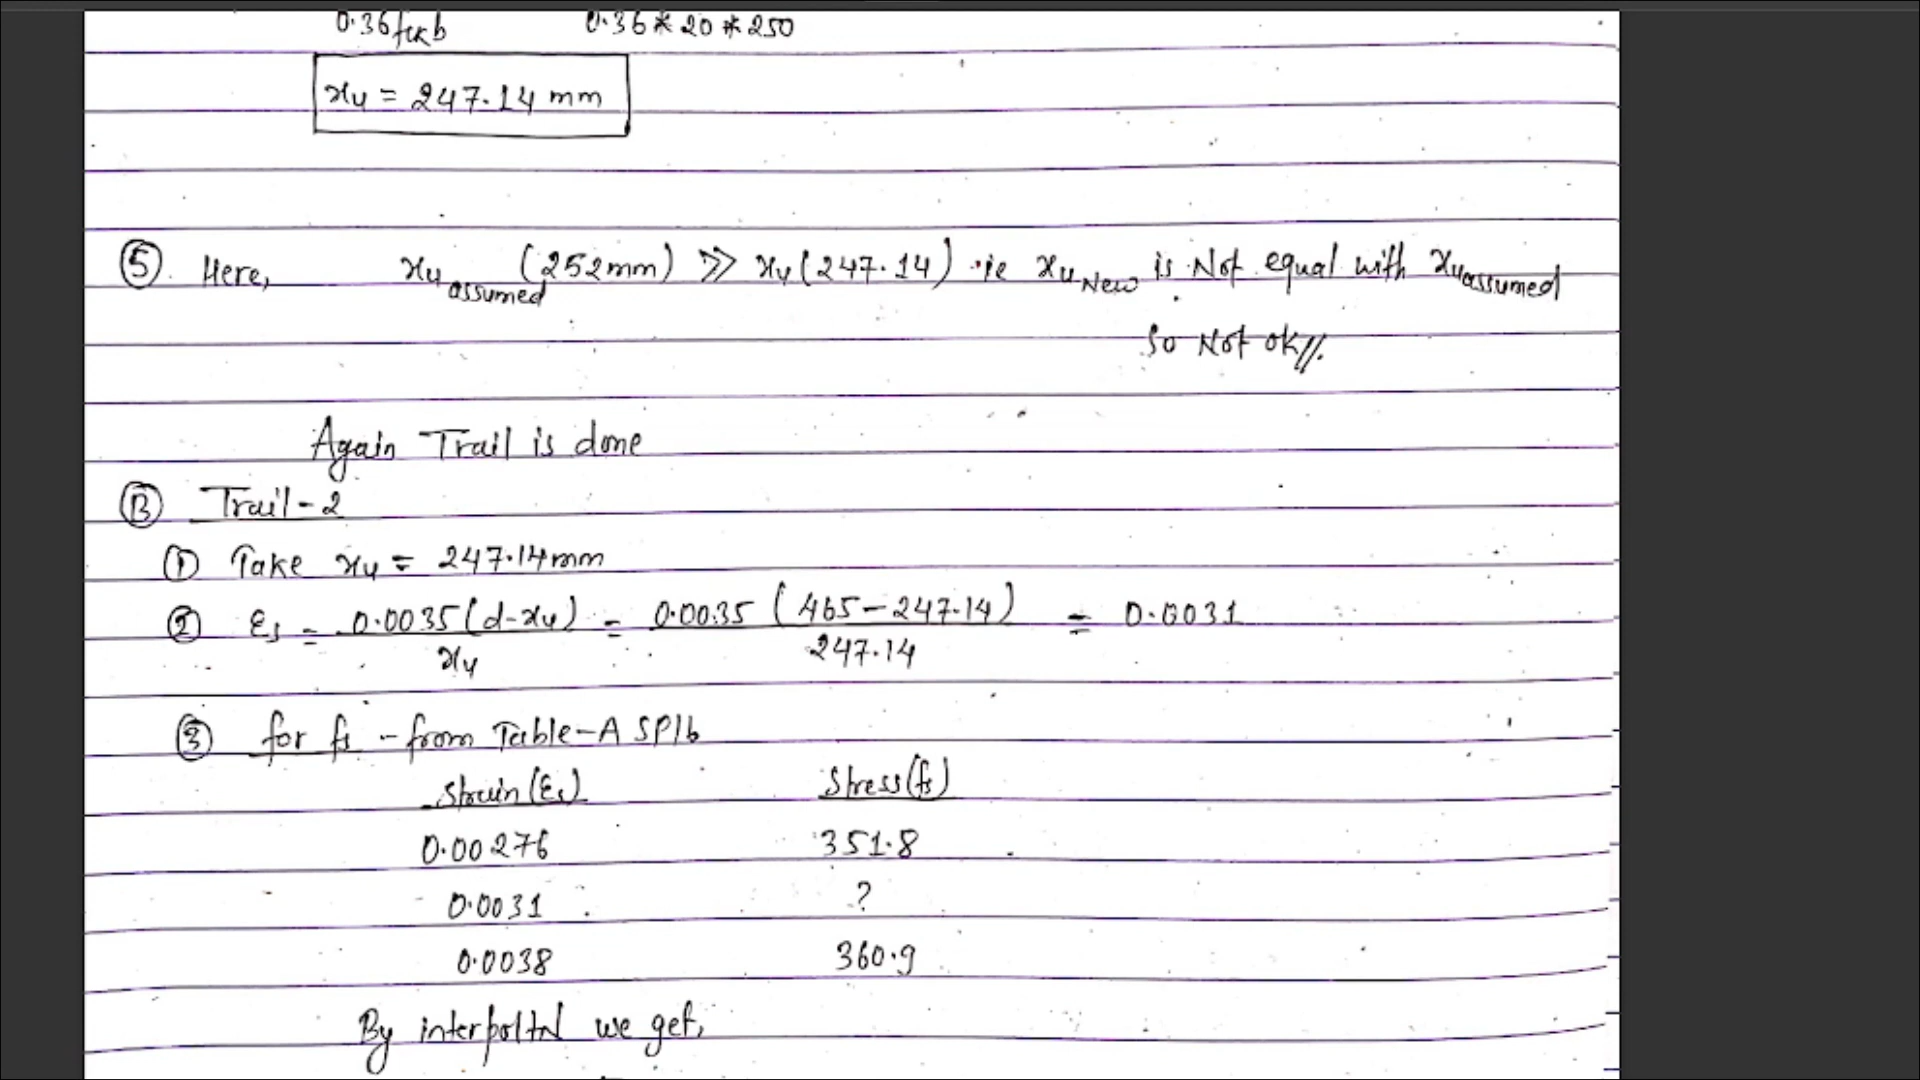 0.36fckb 0.36*20*250
xu = 247.14 mm
⑤. Here, xu assumed (252mm) >> xu(247.14) .ie xu New is Not equal with xu assumed
So Not ok//.
Again Trail is done
Ⓑ Trail-2
① Take xu = 247.14mm
② Es = 0.0035(d-xu) / xu = 0.0035 (465-247.14) / 247.14 = 0.0031
③ for fs - from Table-A SP16
Strain(Es) Stress(fs)
0.00276 351.8
0.0031 ?
0.0038 360.9
By interpoltn we get,